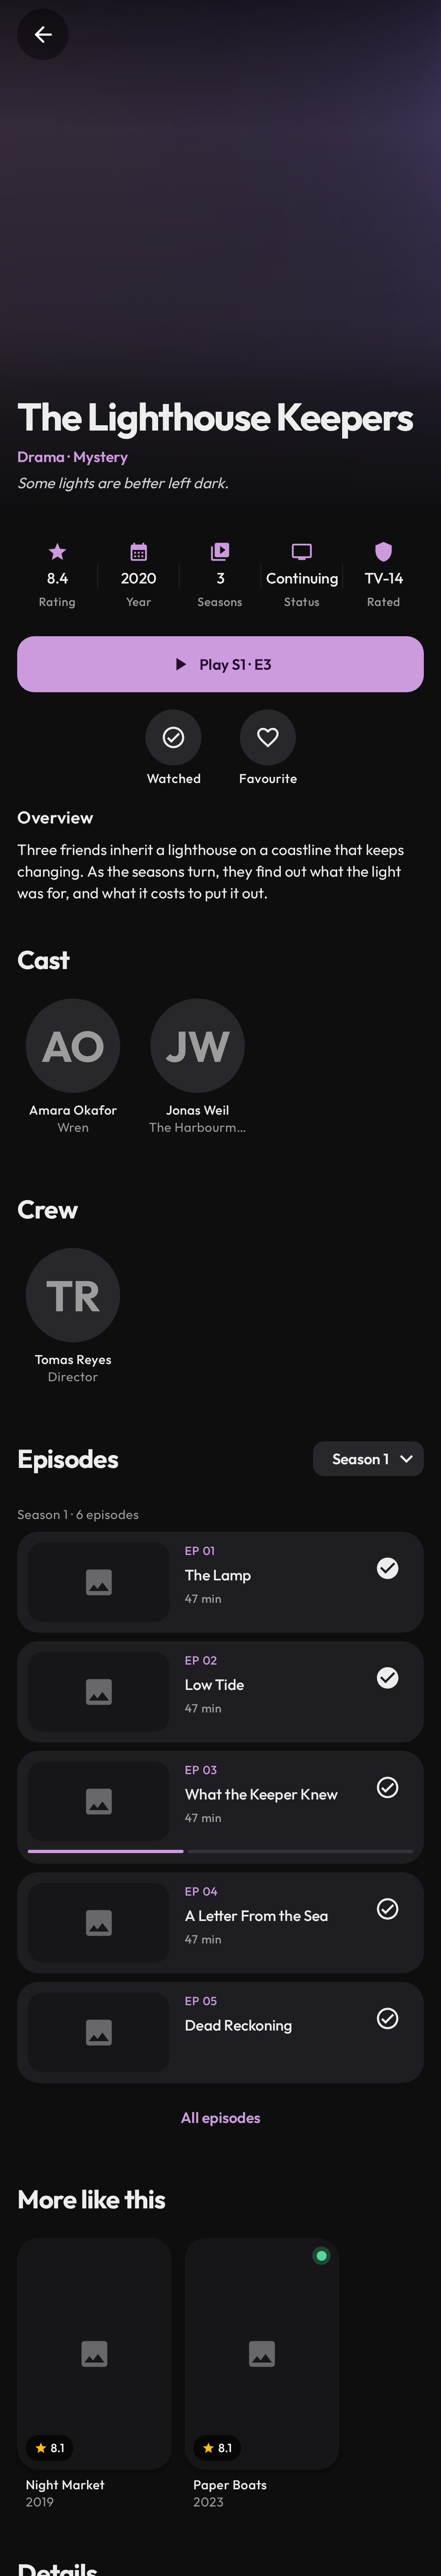 The Lighthouse Keepers
Drama · Mystery
Some lights are better left dark.
8.4
2020
3
Continuing
TV-14
Rating
Year
Seasons
Status
Rated
Play S1 · E3
Watched
Favourite
Overview
Three friends inherit a lighthouse on a coastline that keeps
changing. As the seasons turn, they find out what the light
was for, and what it costs to put it out.
Cast
AO
JW
Amara Okafor
Jonas Weil
Wren
The Harbourm...
Crew
TR
Tomas Reyes
Director
Episodes
Season 1
Season 1 · 6 episodes
EP 01
The Lamp
47 min
EP 02
Low Tide
47 min
EP 03
What the Keeper Knew
47 min
EP 04
A Letter From the Sea
47 min
EP 05
Dead Reckoning
All episodes
More like this
8.1
8.1
Night Market
Paper Boats
2019
2023
Details